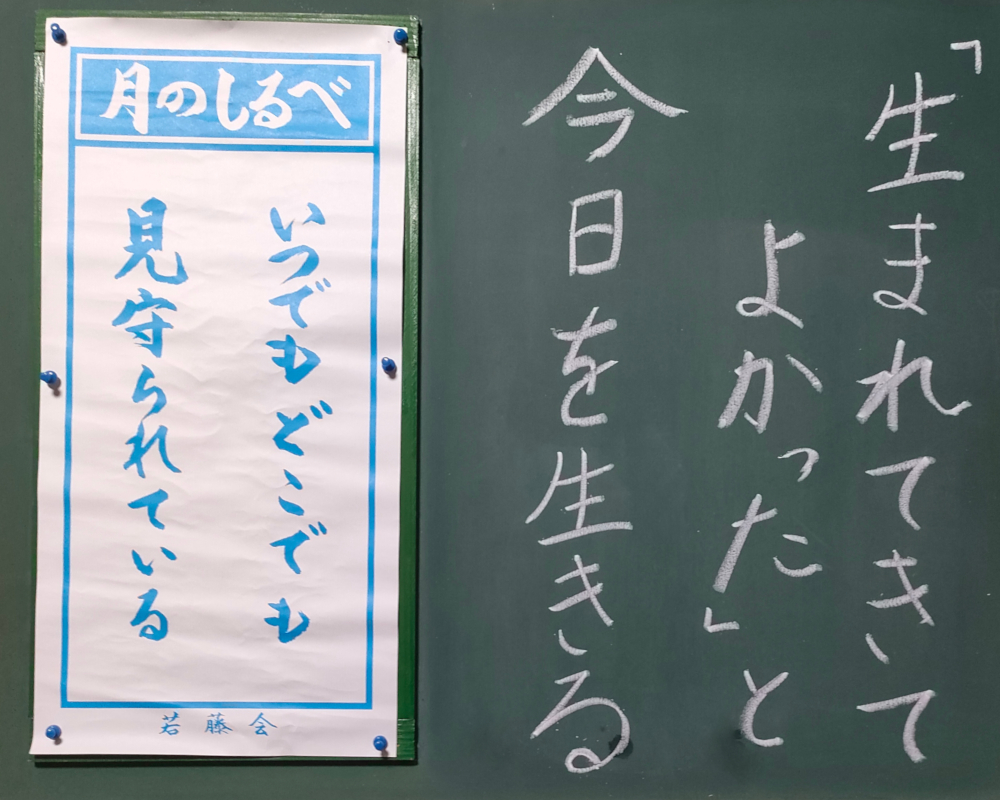 月のしるべ
いつでもどこでも
見守られている
若藤会
「生まれてきて
よかった」と
今日を生きる